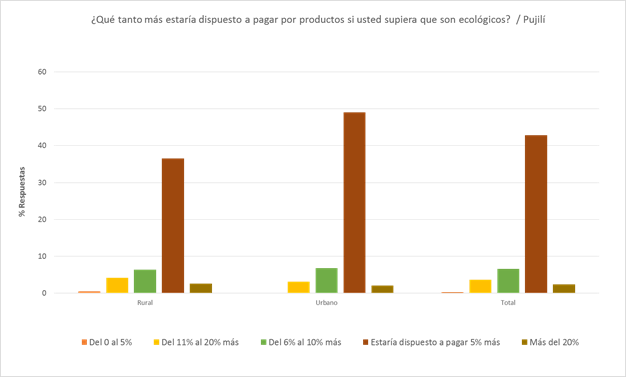 ¿Qué tanto más estaría dispuesto a pagar por productos si usted supiera que son ecológicos? / Pujilí
% Respuestas
60
50
40
30
20
10
0
Rural
Urbano
Total
Del 0 al 5%
Del 11% al 20% más
Del 6% al 10% más
Estaría dispuesto a pagar 5% más
Más del 20%